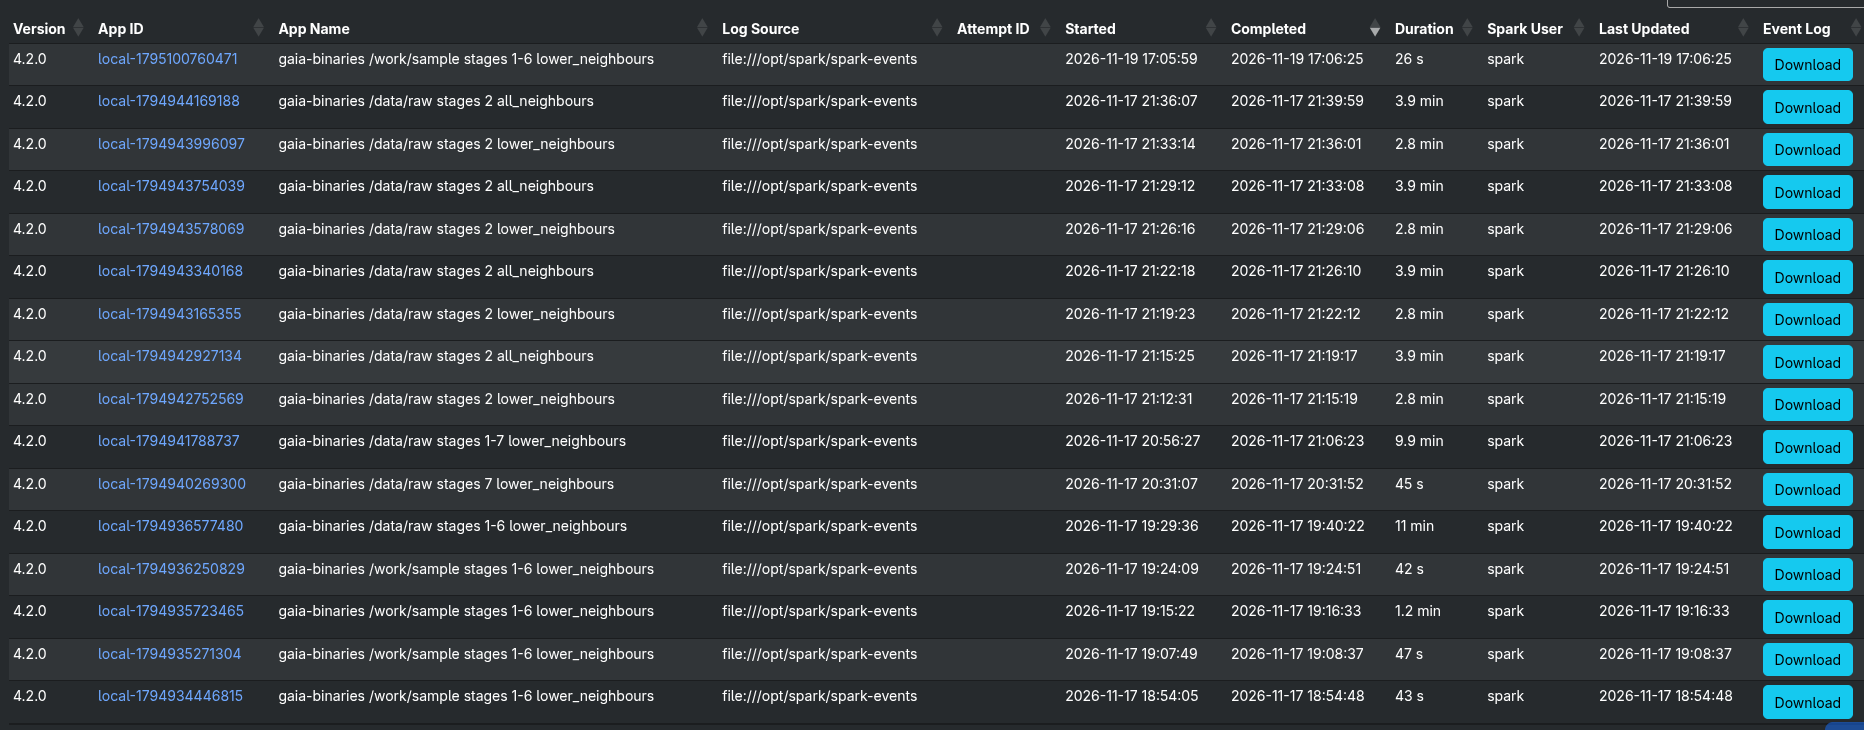 Version App ID App Name Log Source Attempt ID Started Completed Duration Spark User Last Updated Event Log
4.2.0 local-1795100760471 gaia-binaries /work/sample stages 1-6 lower_neighbours file:///opt/spark/spark-events 2026-11-19 17:05:59 2026-11-19 17:06:25 26 s spark 2026-11-19 17:06:25 Download
4.2.0 local-1794944169188 gaia-binaries /data/raw stages 2 all_neighbours file:///opt/spark/spark-events 2026-11-17 21:36:07 2026-11-17 21:39:59 3.9 min spark 2026-11-17 21:39:59 Download
4.2.0 local-1794943996097 gaia-binaries /data/raw stages 2 lower_neighbours file:///opt/spark/spark-events 2026-11-17 21:33:14 2026-11-17 21:36:01 2.8 min spark 2026-11-17 21:36:01 Download
4.2.0 local-1794943754039 gaia-binaries /data/raw stages 2 all_neighbours file:///opt/spark/spark-events 2026-11-17 21:29:12 2026-11-17 21:33:08 3.9 min spark 2026-11-17 21:33:08 Download
4.2.0 local-1794943578069 gaia-binaries /data/raw stages 2 lower_neighbours file:///opt/spark/spark-events 2026-11-17 21:26:16 2026-11-17 21:29:06 2.8 min spark 2026-11-17 21:29:06 Download
4.2.0 local-1794943340168 gaia-binaries /data/raw stages 2 all_neighbours file:///opt/spark/spark-events 2026-11-17 21:22:18 2026-11-17 21:26:10 3.9 min spark 2026-11-17 21:26:10 Download
4.2.0 local-1794943165355 gaia-binaries /data/raw stages 2 lower_neighbours file:///opt/spark/spark-events 2026-11-17 21:19:23 2026-11-17 21:22:12 2.8 min spark 2026-11-17 21:22:12 Download
4.2.0 local-1794942927134 gaia-binaries /data/raw stages 2 all_neighbours file:///opt/spark/spark-events 2026-11-17 21:15:25 2026-11-17 21:19:17 3.9 min spark 2026-11-17 21:19:17 Download
4.2.0 local-1794942752569 gaia-binaries /data/raw stages 2 lower_neighbours file:///opt/spark/spark-events 2026-11-17 21:12:31 2026-11-17 21:15:19 2.8 min spark 2026-11-17 21:15:19 Download
4.2.0 local-1794941788737 gaia-binaries /data/raw stages 1-7 lower_neighbours file:///opt/spark/spark-events 2026-11-17 20:56:27 2026-11-17 21:06:23 9.9 min spark 2026-11-17 21:06:23 Download
4.2.0 local-1794940269300 gaia-binaries /data/raw stages 7 lower_neighbours file:///opt/spark/spark-events 2026-11-17 20:31:07 2026-11-17 20:31:52 45 s spark 2026-11-17 20:31:52 Download
4.2.0 local-1794936577480 gaia-binaries /data/raw stages 1-6 lower_neighbours file:///opt/spark/spark-events 2026-11-17 19:29:36 2026-11-17 19:40:22 11 min spark 2026-11-17 19:40:22 Download
4.2.0 local-1794936250829 gaia-binaries /work/sample stages 1-6 lower_neighbours file:///opt/spark/spark-events 2026-11-17 19:24:09 2026-11-17 19:24:51 42 s spark 2026-11-17 19:24:51 Download
4.2.0 local-1794935723465 gaia-binaries /work/sample stages 1-6 lower_neighbours file:///opt/spark/spark-events 2026-11-17 19:15:22 2026-11-17 19:16:33 1.2 min spark 2026-11-17 19:16:33 Download
4.2.0 local-1794935271304 gaia-binaries /work/sample stages 1-6 lower_neighbours file:///opt/spark/spark-events 2026-11-17 19:07:49 2026-11-17 19:08:37 47 s spark 2026-11-17 19:08:37 Download
4.2.0 local-1794934446815 gaia-binaries /work/sample stages 1-6 lower_neighbours file:///opt/spark/spark-events 2026-11-17 18:54:05 2026-11-17 18:54:48 43 s spark 2026-11-17 18:54:48 Download